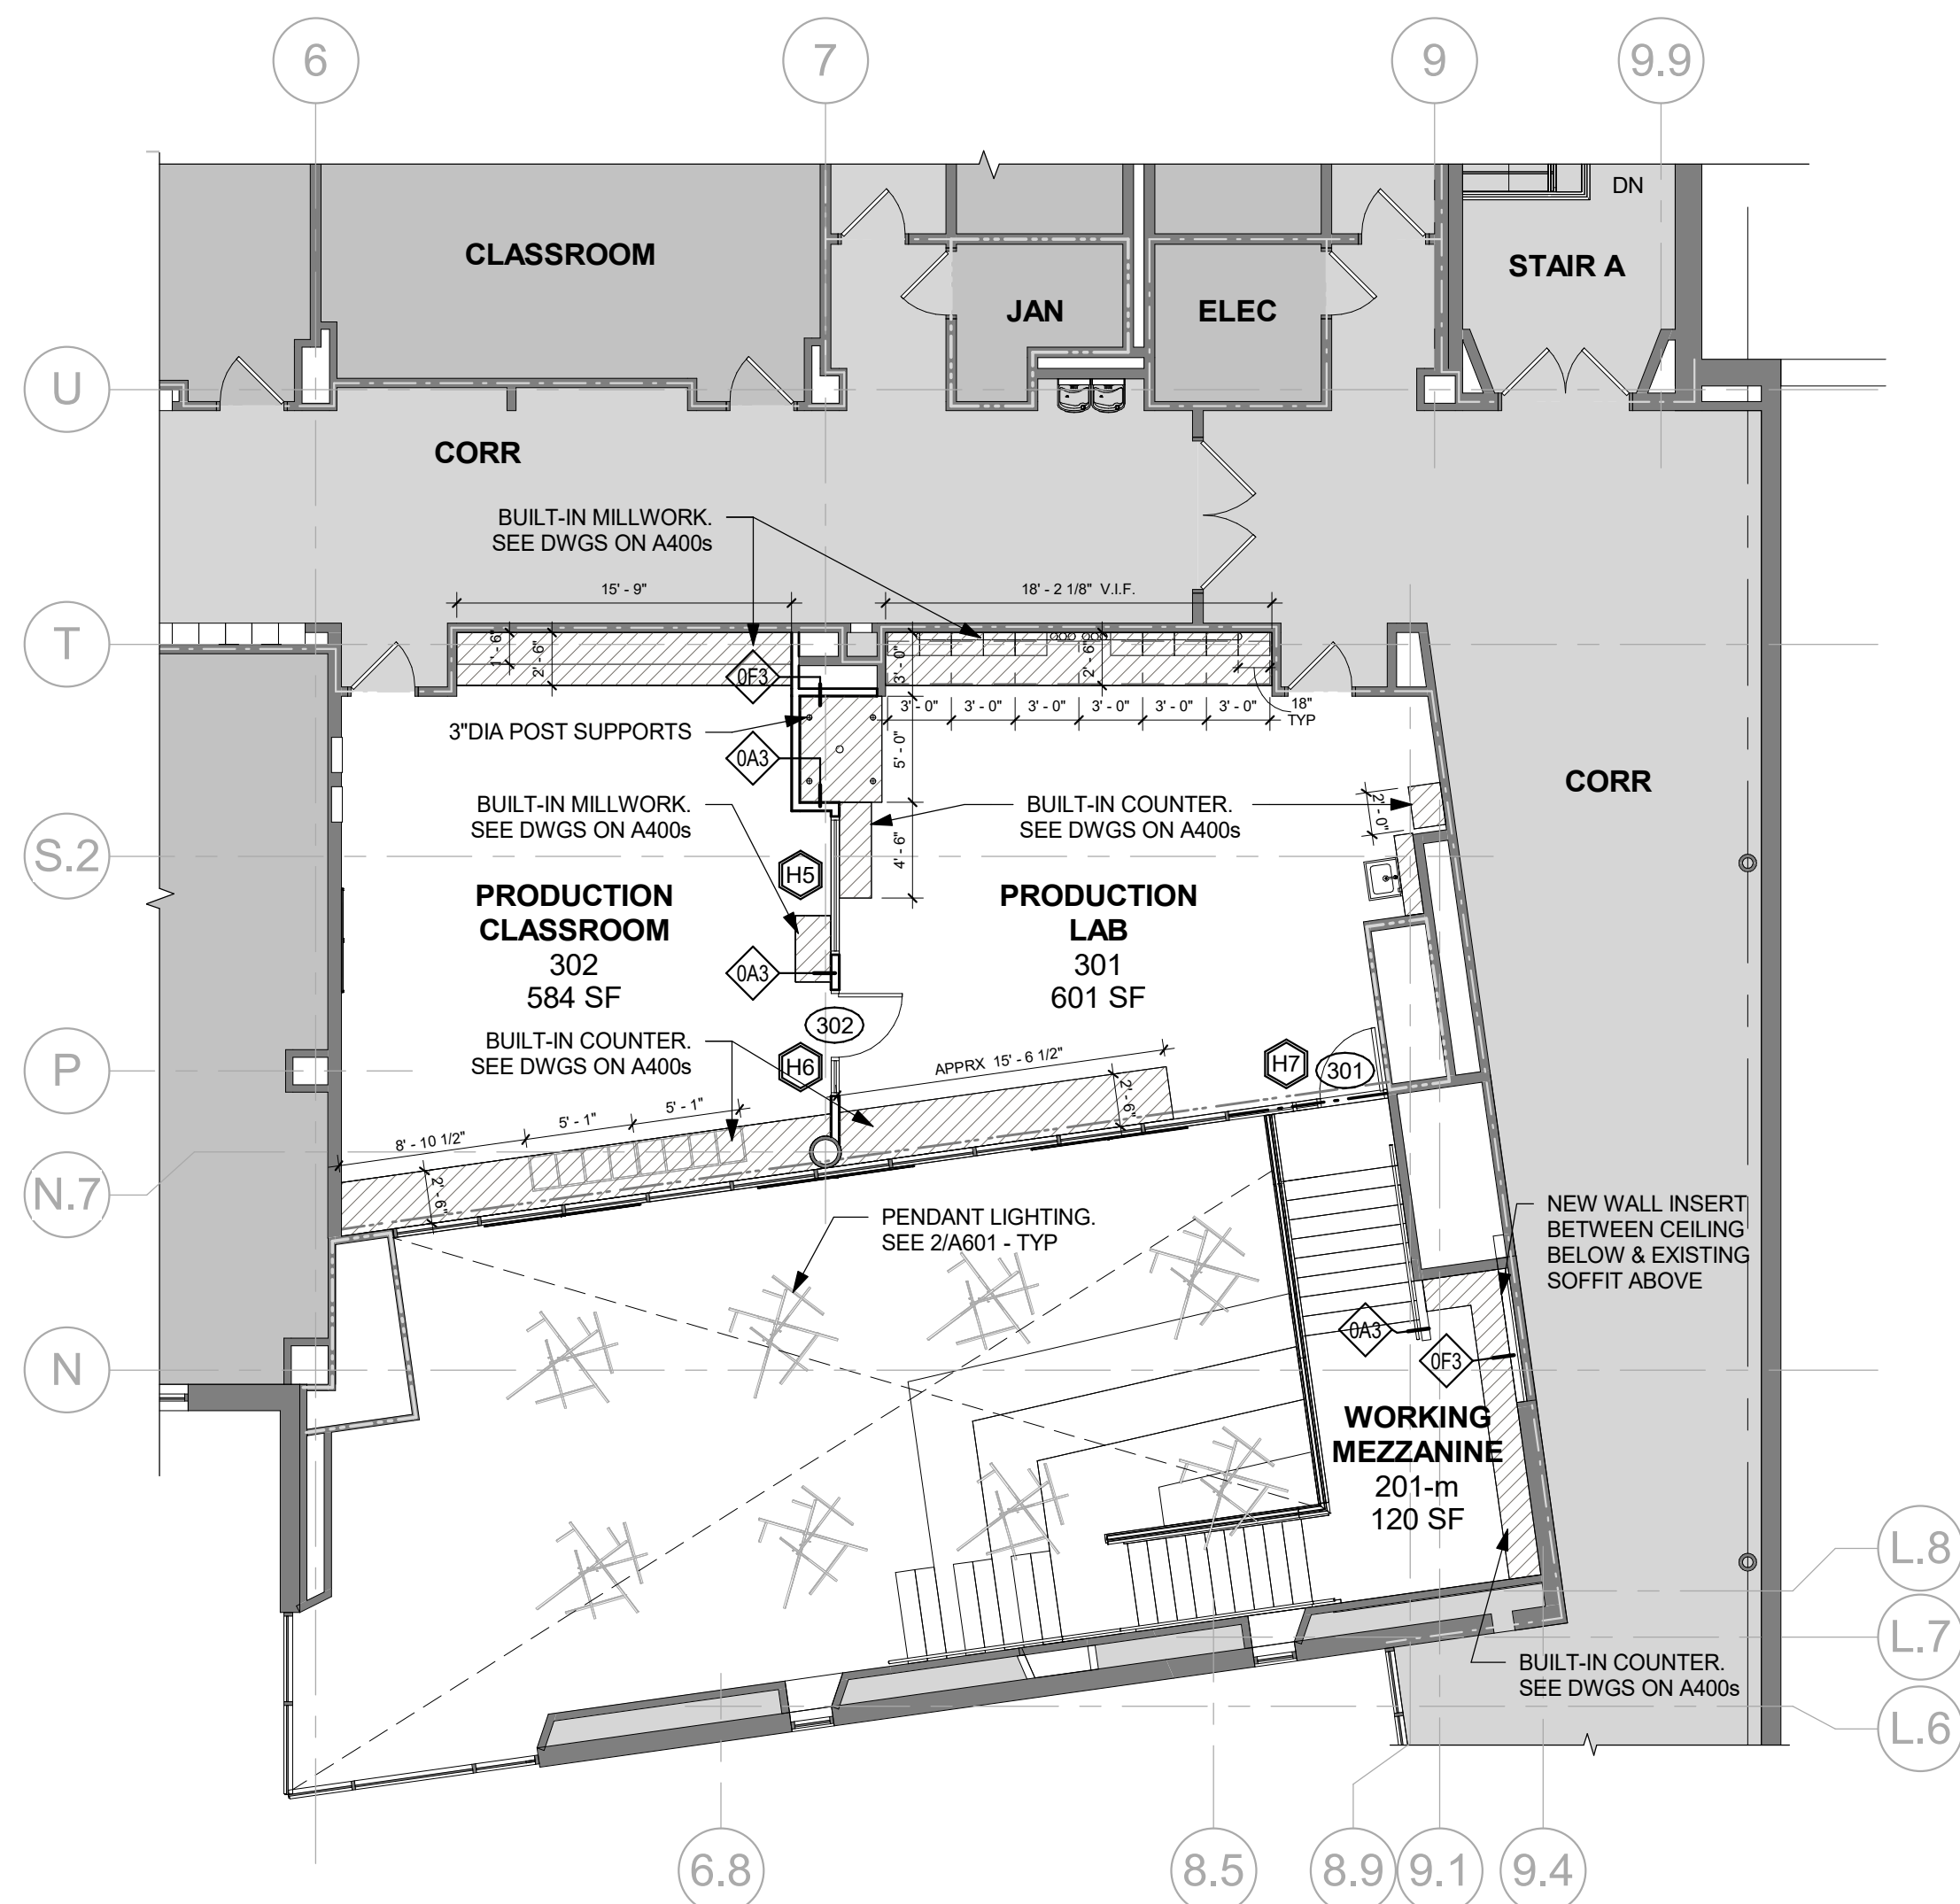 6
7
9
9.9
DN
CLASSROOM
STAIR A
JAN
ELEC
U
CORR
BUILT-IN MILLWORK.
SEE DWGS ON A400s
15' - 9"
18' - 2 1/8" V.I.F.
T
1' - 6"
2' - 6"
3' - 0"
2' - 6"
0F3
3' - 0"
3' - 0"
3' - 0"
3' - 0"
3' - 0"
3' - 0"
18"
TYP
3"DIA POST SUPPORTS
5' - 0"
0A3
CORR
BUILT-IN MILLWORK.
SEE DWGS ON A400s
BUILT-IN COUNTER.
SEE DWGS ON A400s
2' - 0"
S.2
4' - 6"
H5
PRODUCTION
CLASSROOM
302
584 SF
PRODUCTION
LAB
301
601 SF
0A3
302
BUILT-IN COUNTER.
SEE DWGS ON A400s
P
H6
APPRX 15' - 6 1/2"
H7
301
2' - 6"
5' - 1"
5' - 1"
8' - 10 1/2"
2' - 6"
N.7
PENDANT LIGHTING.
SEE 2/A601 - TYP
NEW WALL INSERT
BETWEEN CEILING
BELOW & EXISTING
SOFFIT ABOVE
0A3
0F3
N
WORKING
MEZZANINE
201-m
120 SF
L.8
L.7
BUILT-IN COUNTER.
SEE DWGS ON A400s
L.6
6.8
8.5
8.9
9.1
9.4